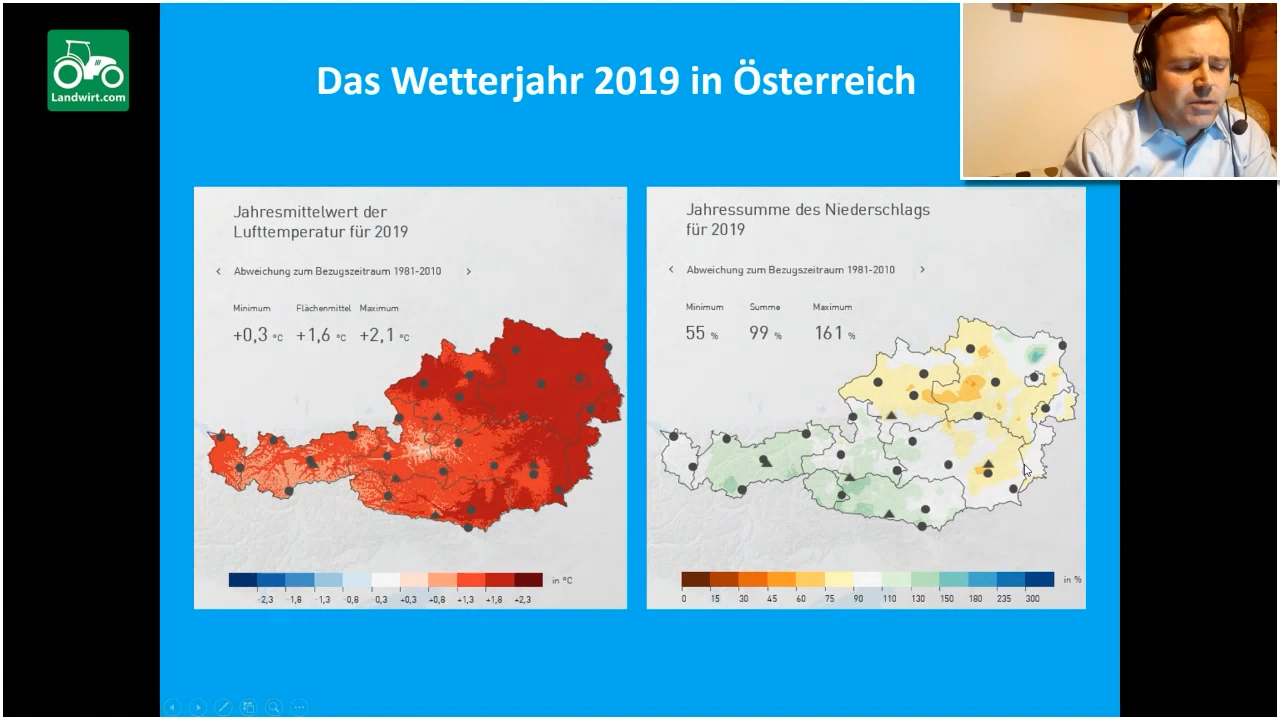 Landwirt.com
Das Wetterjahr 2019 in Österreich
Jahresmittelwert der
Lufttemperatur für 2019
‹ Abweichung zum Bezugszeitraum 1981-2010 ›
Minimum Flächenmittel Maximum
+0,3 °C +1,6 °C +2,1 °C
-2,3 -1,8 -1,3 -0,8 -0,3 +0,3 +0,8 +1,3 +1,8 +2,3
in °C
Jahressumme des Niederschlags
für 2019
‹ Abweichung zum Bezugszeitraum 1981-2010 ›
Minimum Summe Maximum
55 % 99 % 161 %
0 15 30 45 60 75 90 110 130 150 180 235 300
in %